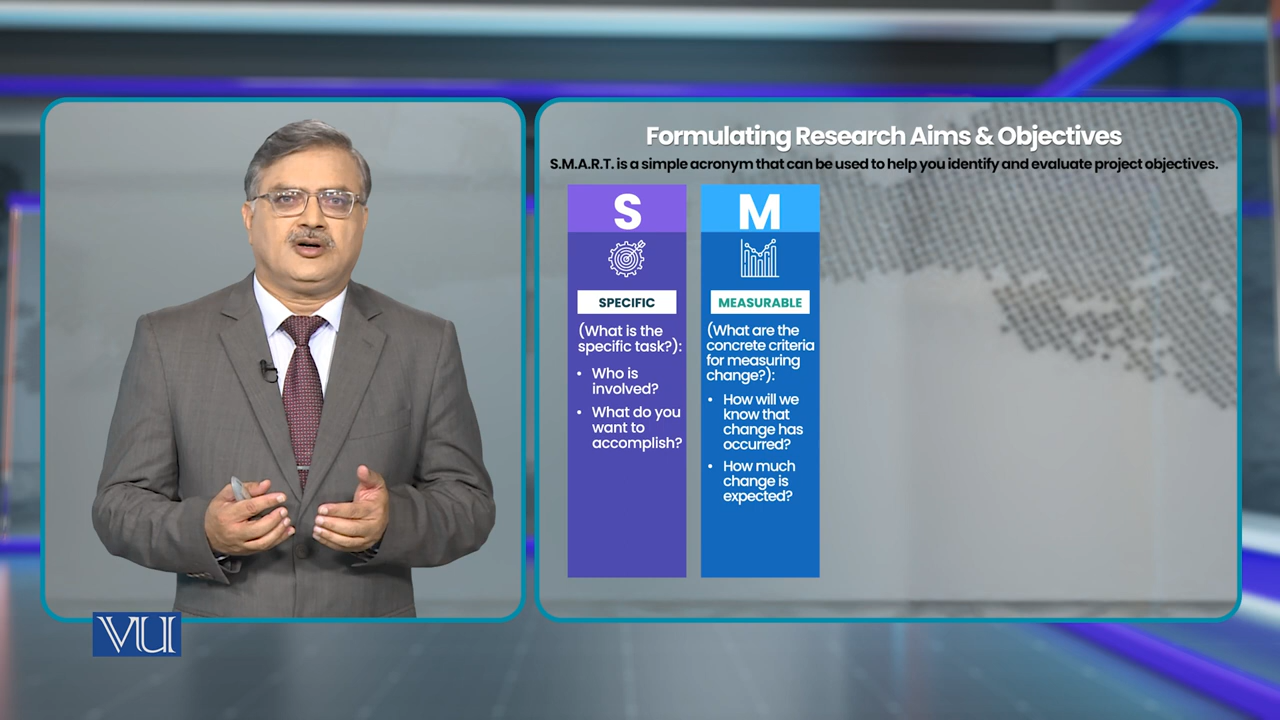 Formulating Research Aims & Objectives
S.M.A.R.T. is a simple acronym that can be used to help you identify and evaluate project objectives.
S
SPECIFIC
(What is the
specific task?):
• Who is
involved?
• What do you
want to
accomplish?
M
MEASURABLE
(What are the
concrete criteria
for measuring
change?):
• How will we
know that
change has
occurred?
• How much
change is
expected?
VU